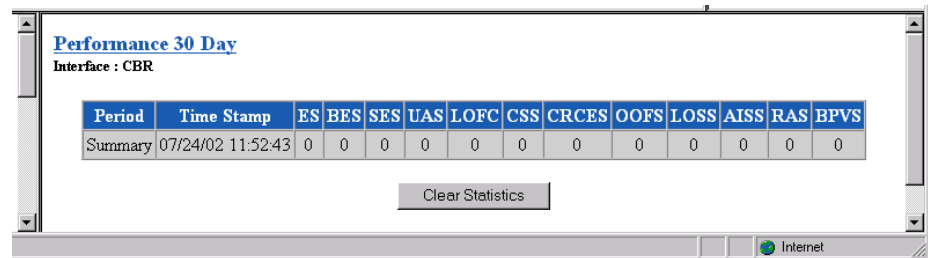 Performance 30 Day
Interface : CBR
Period Time Stamp ES BES SES UAS LOFC CSS CRCES OOFS LOSS AISS RAS BPVS
Summary 07/24/02 11:52:43 0 0 0 0 0 0 0 0 0 0 0 0
Clear Statistics
Internet